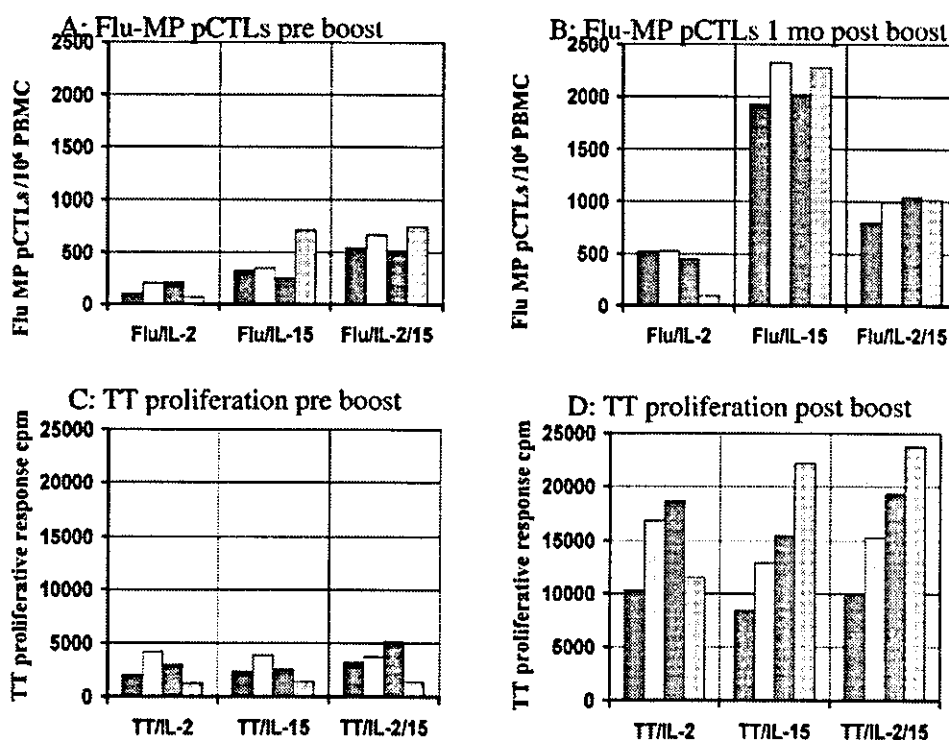 A: Flu-MP pCTLs pre boost
Flu MP pCTLs /10⁶ PBMC
2500
2000
1500
1000
500
0
Flu/IL-2 Flu/IL-15 Flu/IL-2/15
B: Flu-MP pCTLs 1 mo post boost
Flu MP pCTLs /10⁶ PBMC
2500
2000
1500
1000
500
0
Flu/IL-2 Flu/IL-15 Flu/IL-2/15
C: TT proliferation pre boost
TT proliferative response cpm
25000
20000
15000
10000
5000
0
TT/IL-2 TT/IL-15 TT/IL-2/15
D: TT proliferation post boost
TT proliferative response cpm
25000
20000
15000
10000
5000
0
TT/IL-2 TT/IL-15 TT/IL-2/15